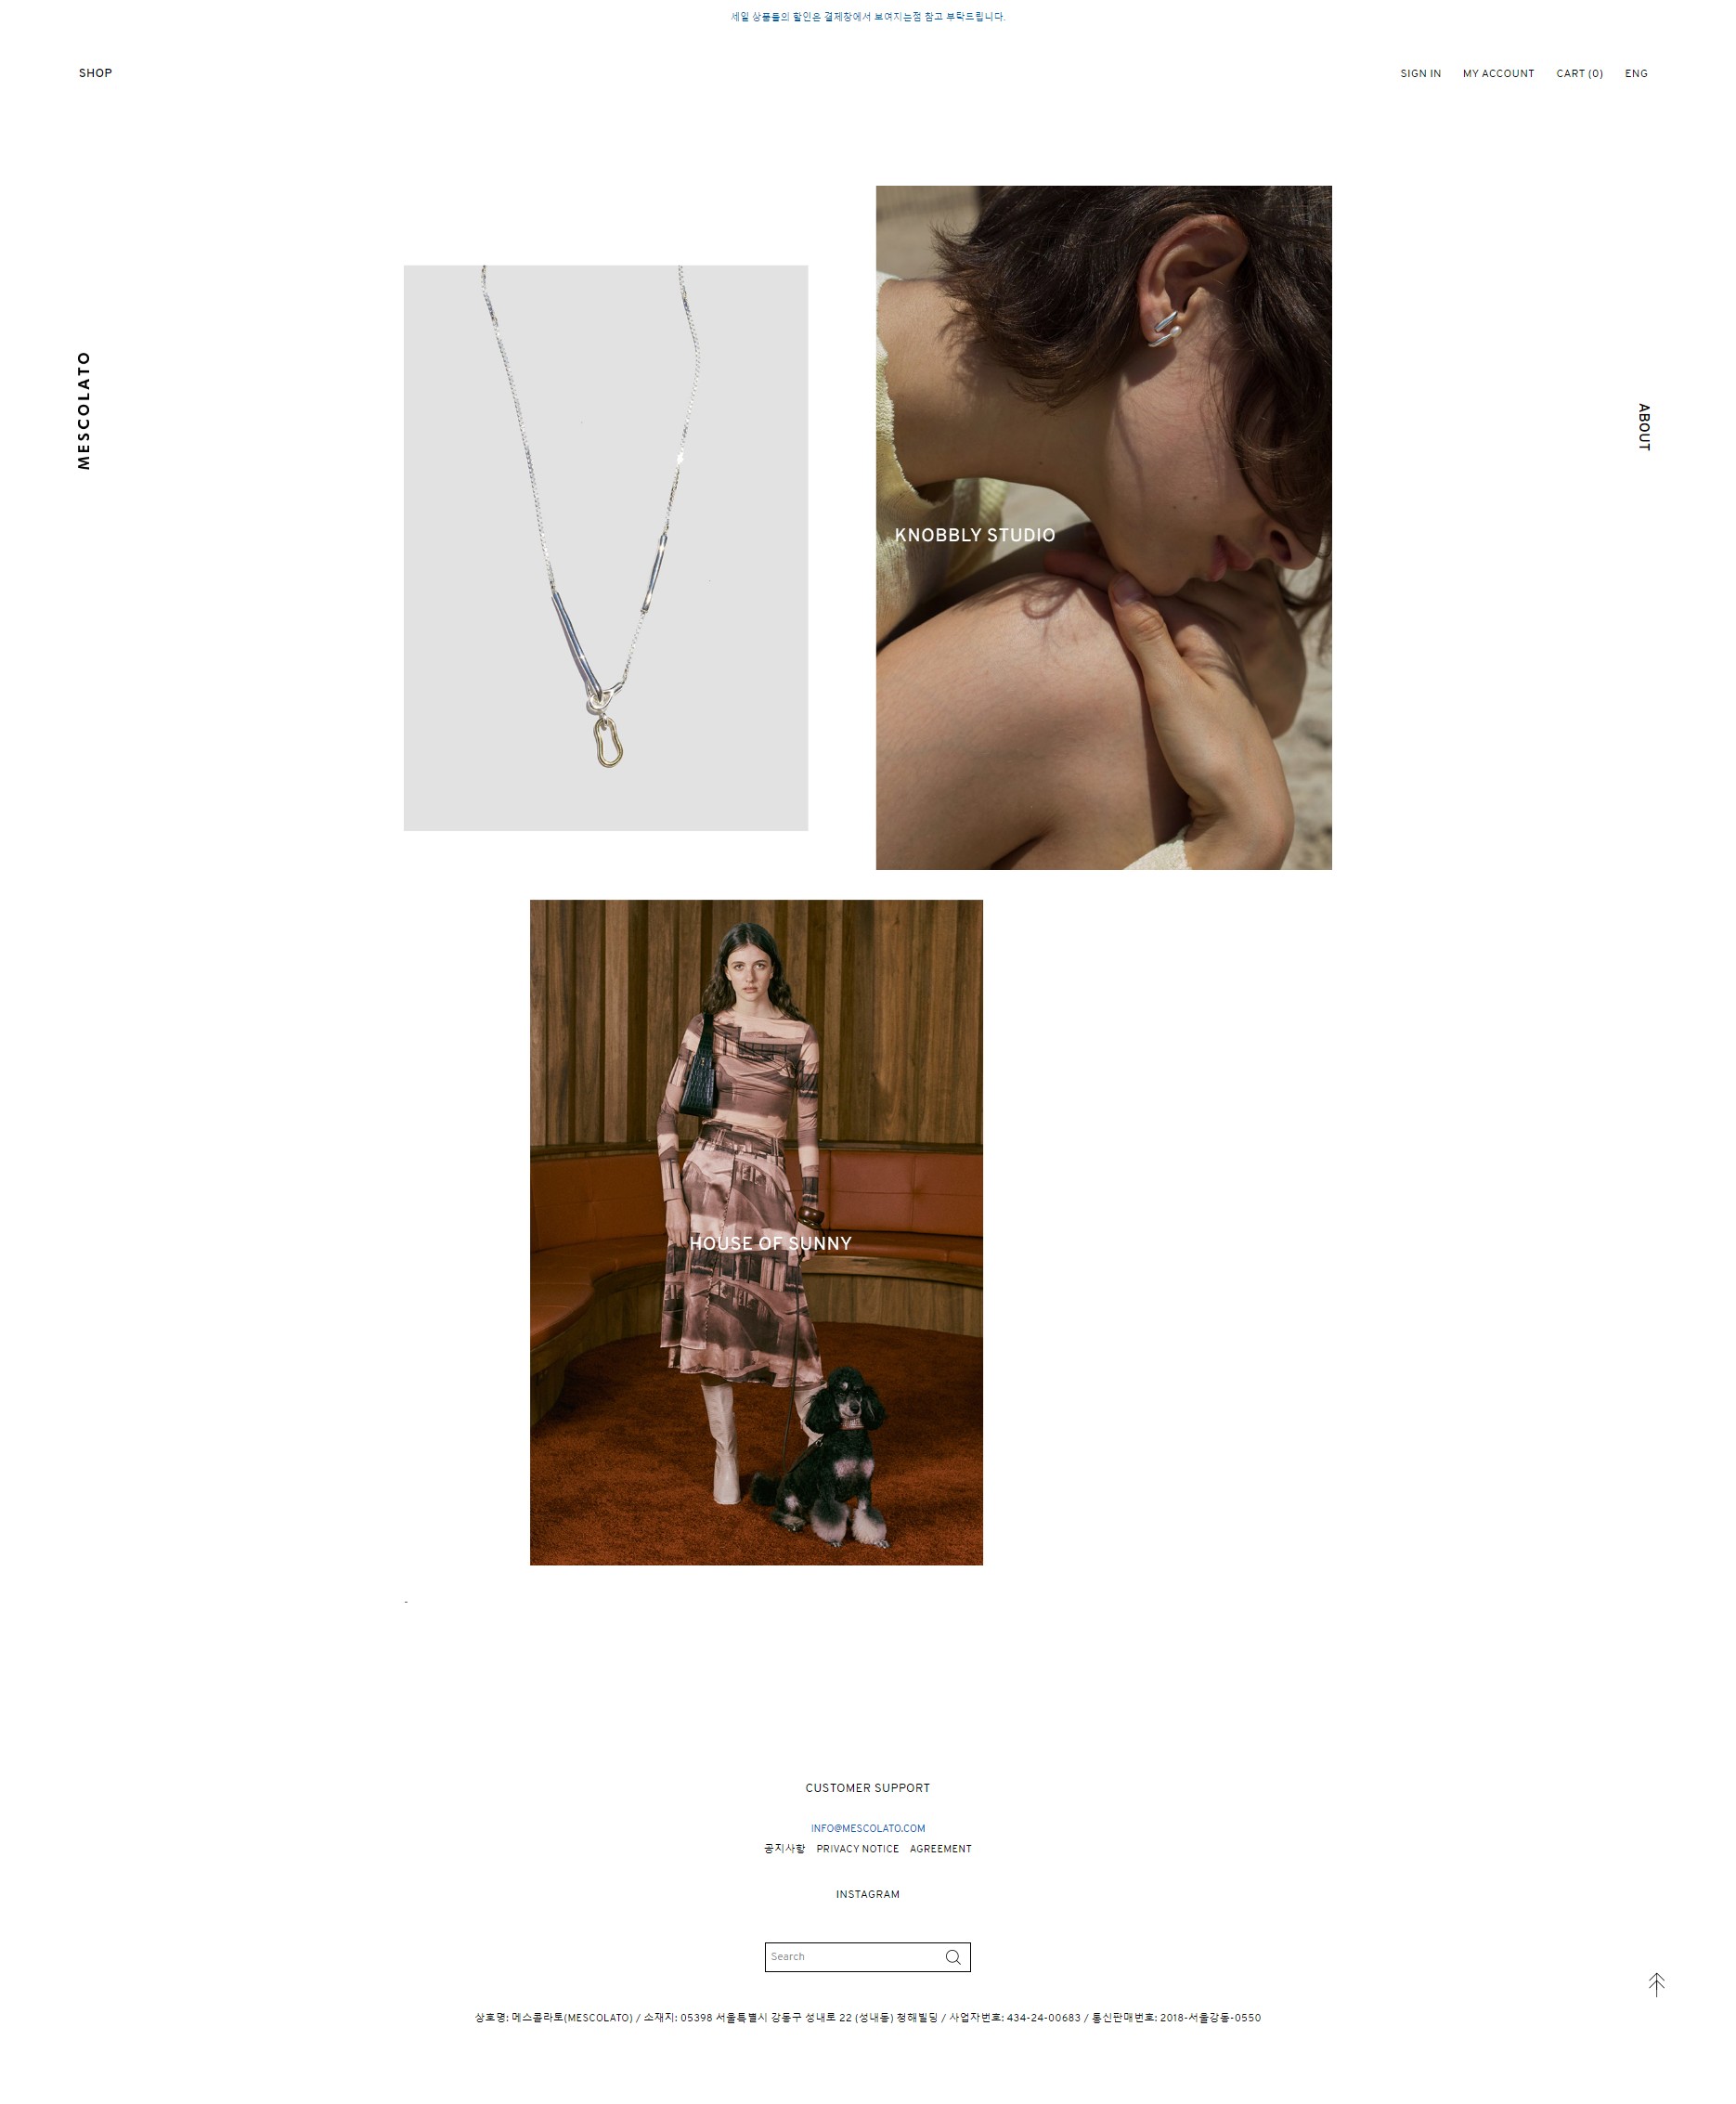 세일 상품들의 할인은 결제창에서 보여지는점 참고 부탁드립니다.
SHOP
SIGN IN MY ACCOUNT CART (0) ENG
MESCOLATO
ABOUT
KNOBBLY STUDIO
HOUSE OF SUNNY
-
CUSTOMER SUPPORT
INFO@MESCOLATO.COM
공지사항 PRIVACY NOTICE AGREEMENT
INSTAGRAM
Search
상호명: 메스콜라토(MESCOLATO) / 소재지: 05398 서울특별시 강동구 성내로 22 (성내동) 청해빌딩 / 사업자번호: 434-24-00683 / 통신판매번호: 2018-서울강동-0550